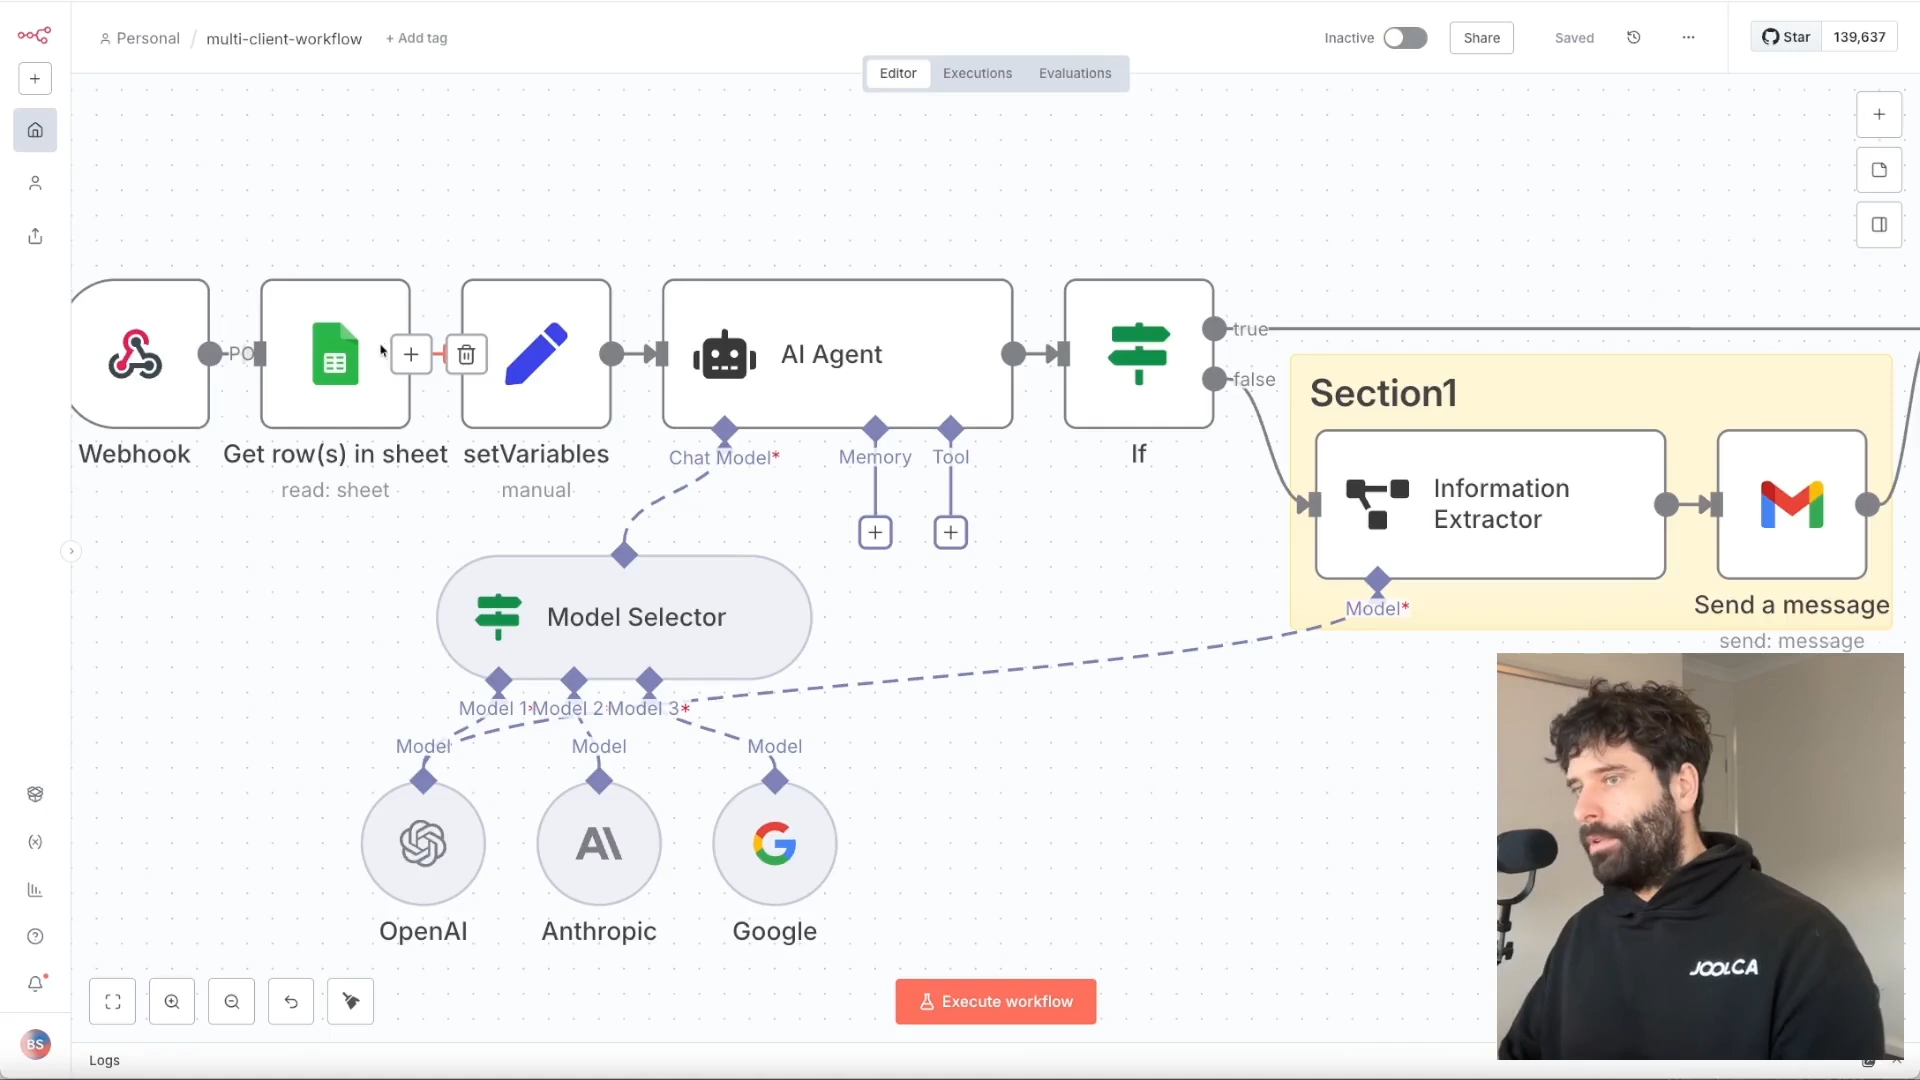 Personal / multi-client-workflow + Add tag
Inactive Share Saved ... Star 139,637
Editor Executions Evaluations
PO
AI Agent
true
false
Section1
Webhook Get row(s) in sheet setVariables If
read: sheet manual
Chat Model* Memory Tool
Information
Extractor
Model*
Send a message
send: message
Model Selector
Model 1* Model 2 Model 3*
Model Model Model
OpenAI Anthropic Google
JOOLCA
Execute workflow
BS
Logs